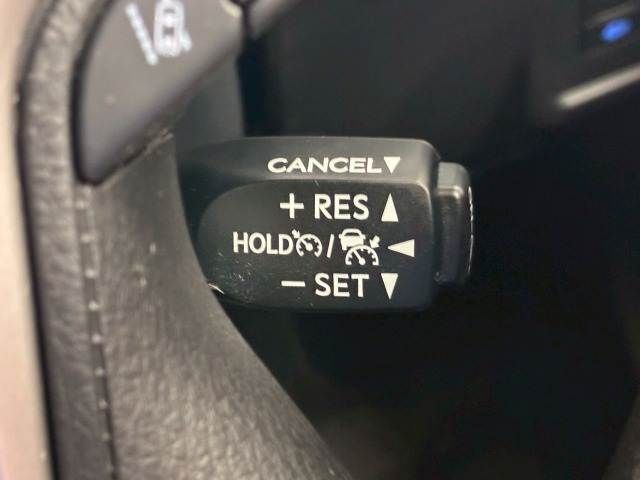 CANCEL▼
+ RES ▲
HOLD / ◀
− SET ▼